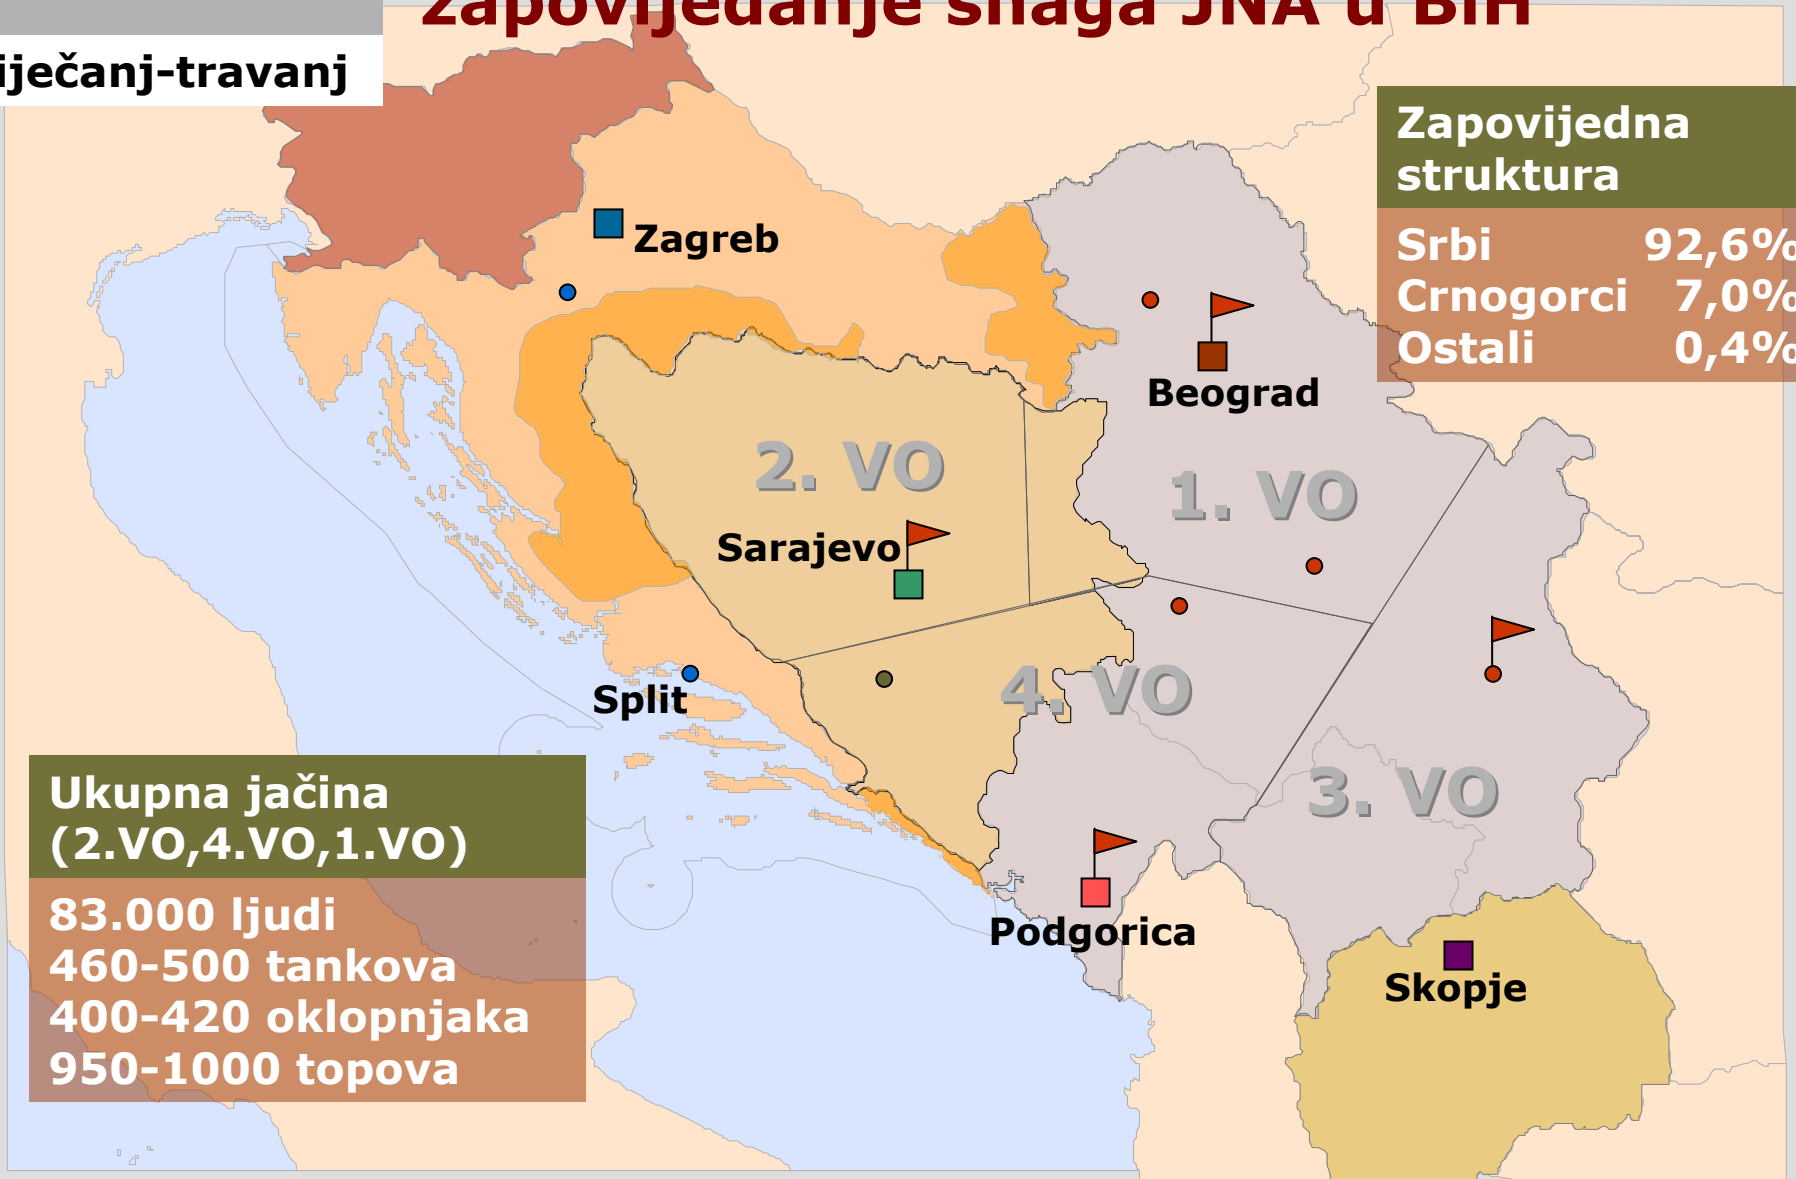 zapovijedanje snaga JNA u BiH
iječanj-travanj
Zapovijedna
struktura
Srbi 92,6%
Crnogorci 7,0%
Ostali 0,4%
Zagreb
Beograd
2. VO
1. VO
Sarajevo
4. VO
Split
3. VO
Ukupna jačina
(2.VO,4.VO,1.VO)
83.000 ljudi
460-500 tankova
400-420 oklopnjaka
950-1000 topova
Podgorica
Skopje